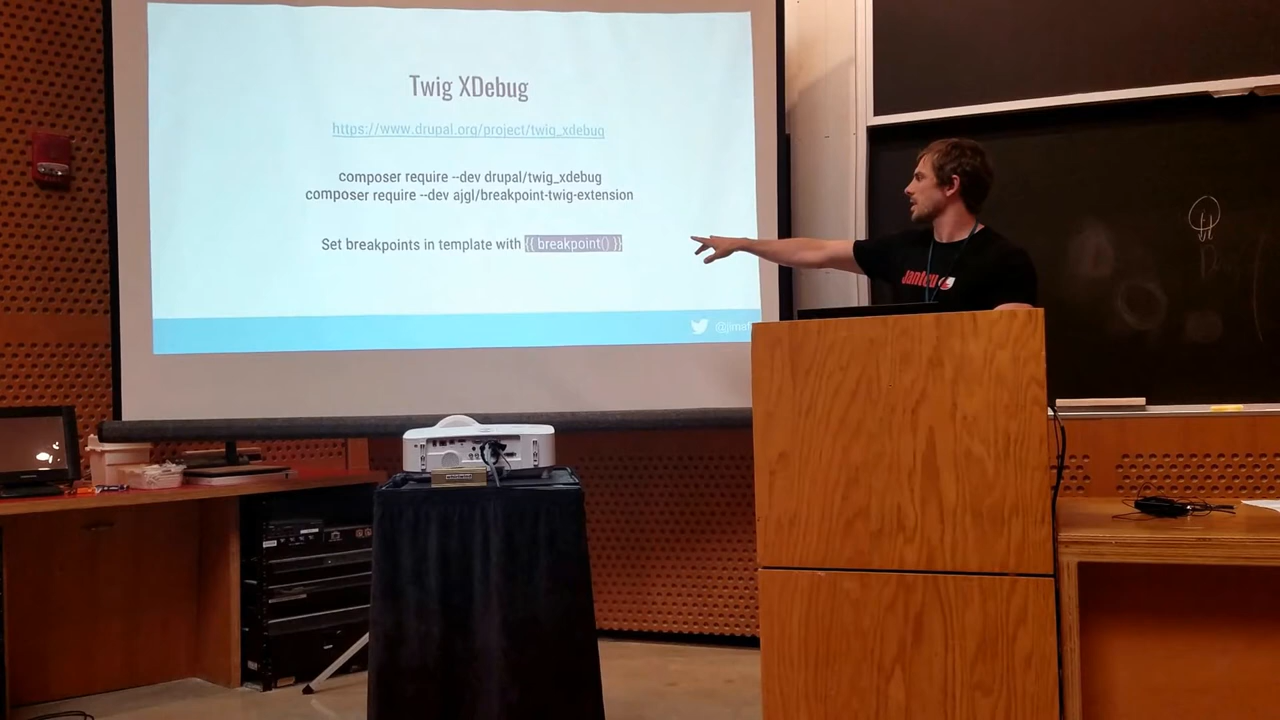 Twig XDebug
https://www.drupal.org/project/twig_xdebug
composer require --dev drupal/twig_xdebug
composer require --dev ajgl/breakpoint-twig-extension
Set breakpoints in template with {{ breakpoint() }}